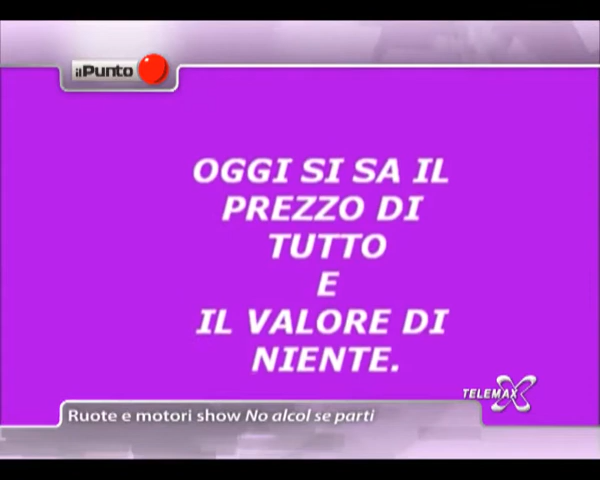 ilPunto
OGGI SI SA IL
PREZZO DI
TUTTO
E
IL VALORE DI
NIENTE.
TELEMAX
Ruote e motori show No alcol se parti